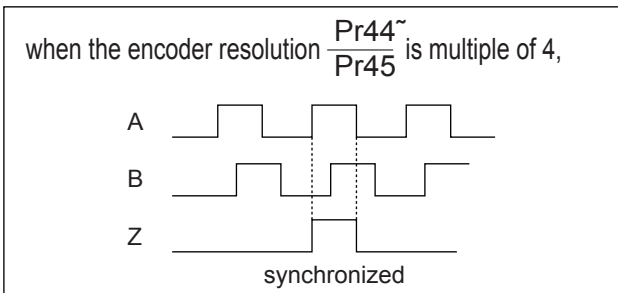 when the encoder resolution Pr44˜/Pr45 is multiple of 4,
A
B
Z
synchronized